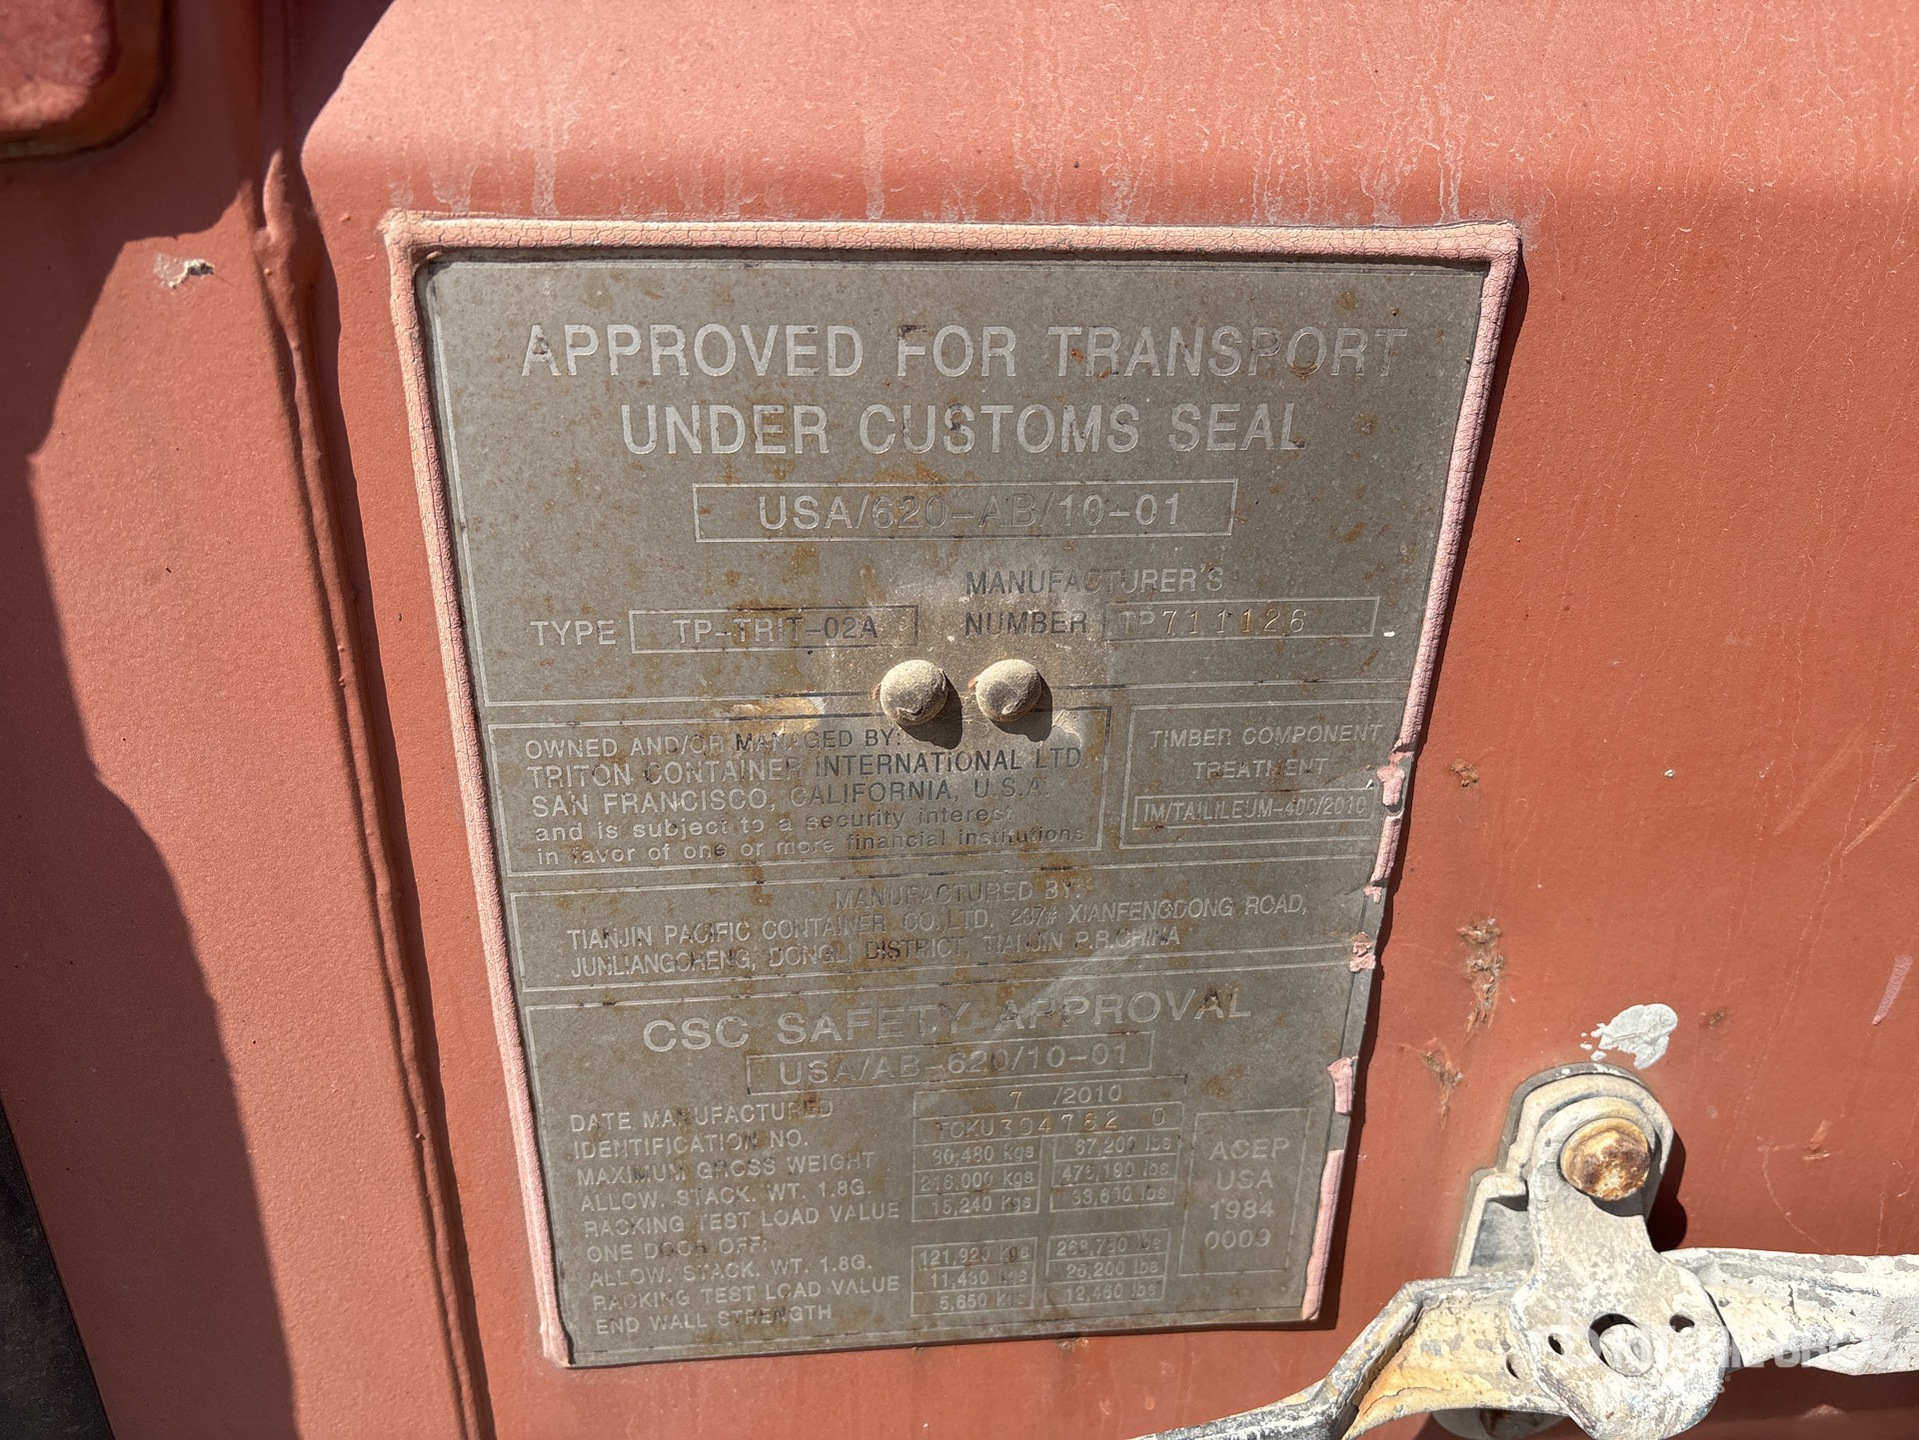 APPROVED FOR TRANSPORT
UNDER CUSTOMS SEAL
USA/620-AB/10-01
MANUFACTURER'S
TYPE TP-TRIT-02A NUMBER TP711126
OWNED AND/OR MANAGED BY:
TRITON CONTAINER INTERNATIONAL LTD
SAN FRANCISCO, CALIFORNIA, U.S.A.
and is subject to a security interest
in favor of one or more financial institutions
TIMBER COMPONENT
TREATMENT
IM/TAILILEUM-400/2010
MANUFACTURED BY:
TIANJIN PACIFIC CONTAINER CO.LTD. 237# XIANFENGDONG ROAD,
JUNLIANGCHENG, DONGLI DISTRICT, TIANJIN P.R.CHINA
CSC SAFETY APPROVAL
USA/AB-620/10-01
DATE MANUFACTURED 7 /2010
IDENTIFICATION NO. TCKU304762 0
MAXIMUM GROSS WEIGHT 30,480 Kgs 67,200 lbs
ALLOW. STACK. WT. 1.8G. 216,000 Kgs 476,190 lbs
RACKING TEST LOAD VALUE 15,240 Kgs 33,600 lbs
ONE DOOR OFF:
ALLOW. STACK. WT. 1.8G. 121,920 Kgs 268,780 lbs
RACKING TEST LOAD VALUE 11,430 Kgs 25,200 lbs
END WALL STRENGTH 5,650 Kgs 12,460 lbs
ACEP
USA
1984
0009